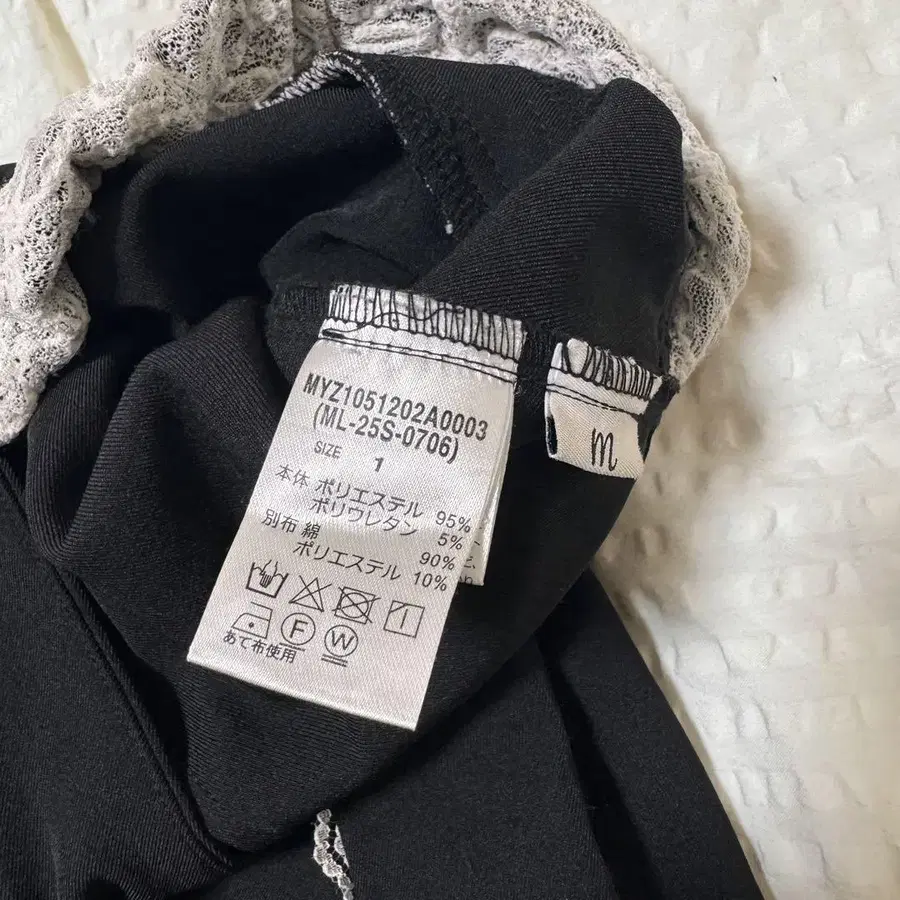 MYZ1051202A0003
(ML-25S-0706)
SIZE 1
本体 ポリエステル 95%
ポリウレタン 5%
別布 綿 90%
ポリエステル 10%
F W
あて布使用
m